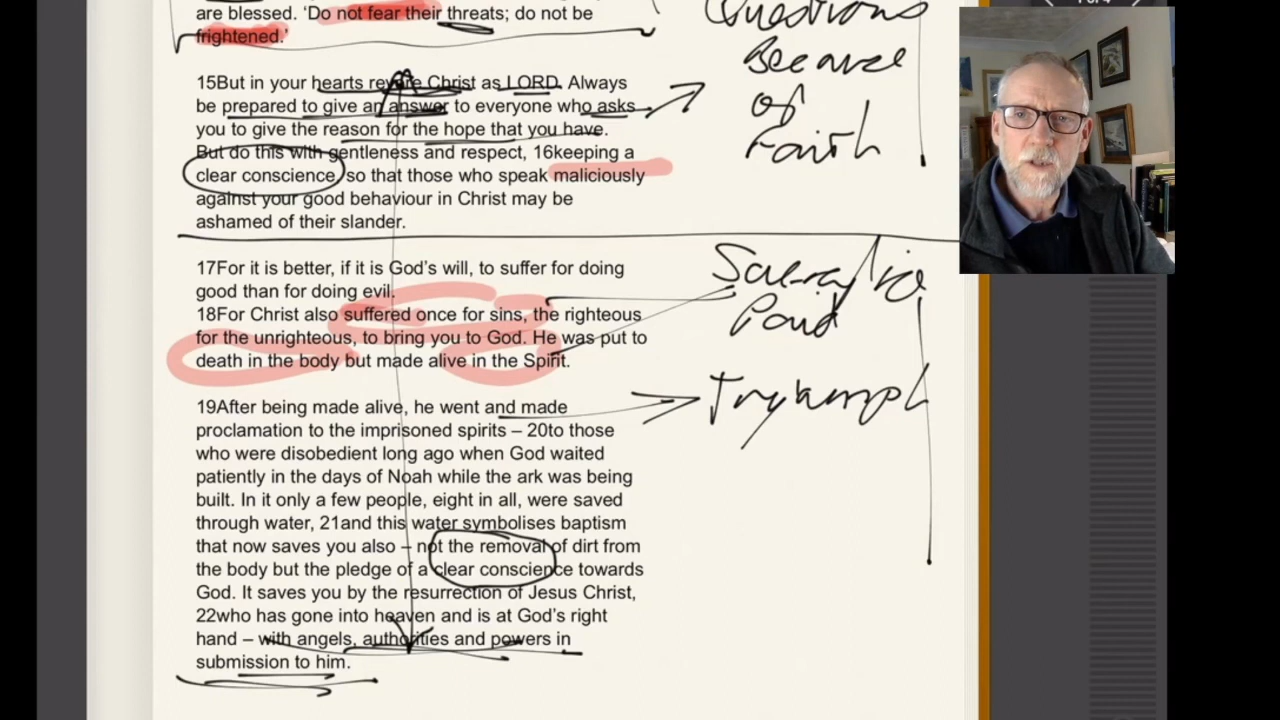 are blessed. ‘Do not fear their threats; do not be
frightened.’
15But in your hearts revere Christ as LORD. Always
be prepared to give an answer to everyone who asks
you to give the reason for the hope that you have.
But do this with gentleness and respect, 16keeping a
clear conscience, so that those who speak maliciously
against your good behaviour in Christ may be
ashamed of their slander.
17For it is better, if it is God’s will, to suffer for doing
good than for doing evil.
18For Christ also suffered once for sins, the righteous
for the unrighteous, to bring you to God. He was put to
death in the body but made alive in the Spirit.
19After being made alive, he went and made
proclamation to the imprisoned spirits – 20to those
who were disobedient long ago when God waited
patiently in the days of Noah while the ark was being
built. In it only a few people, eight in all, were saved
through water, 21and this water symbolises baptism
that now saves you also – not the removal of dirt from
the body but the pledge of a clear conscience towards
God. It saves you by the resurrection of Jesus Christ,
22who has gone into heaven and is at God’s right
hand – with angels, authorities and powers in
submission to him.
Questions
Because
of
Faith
Paid